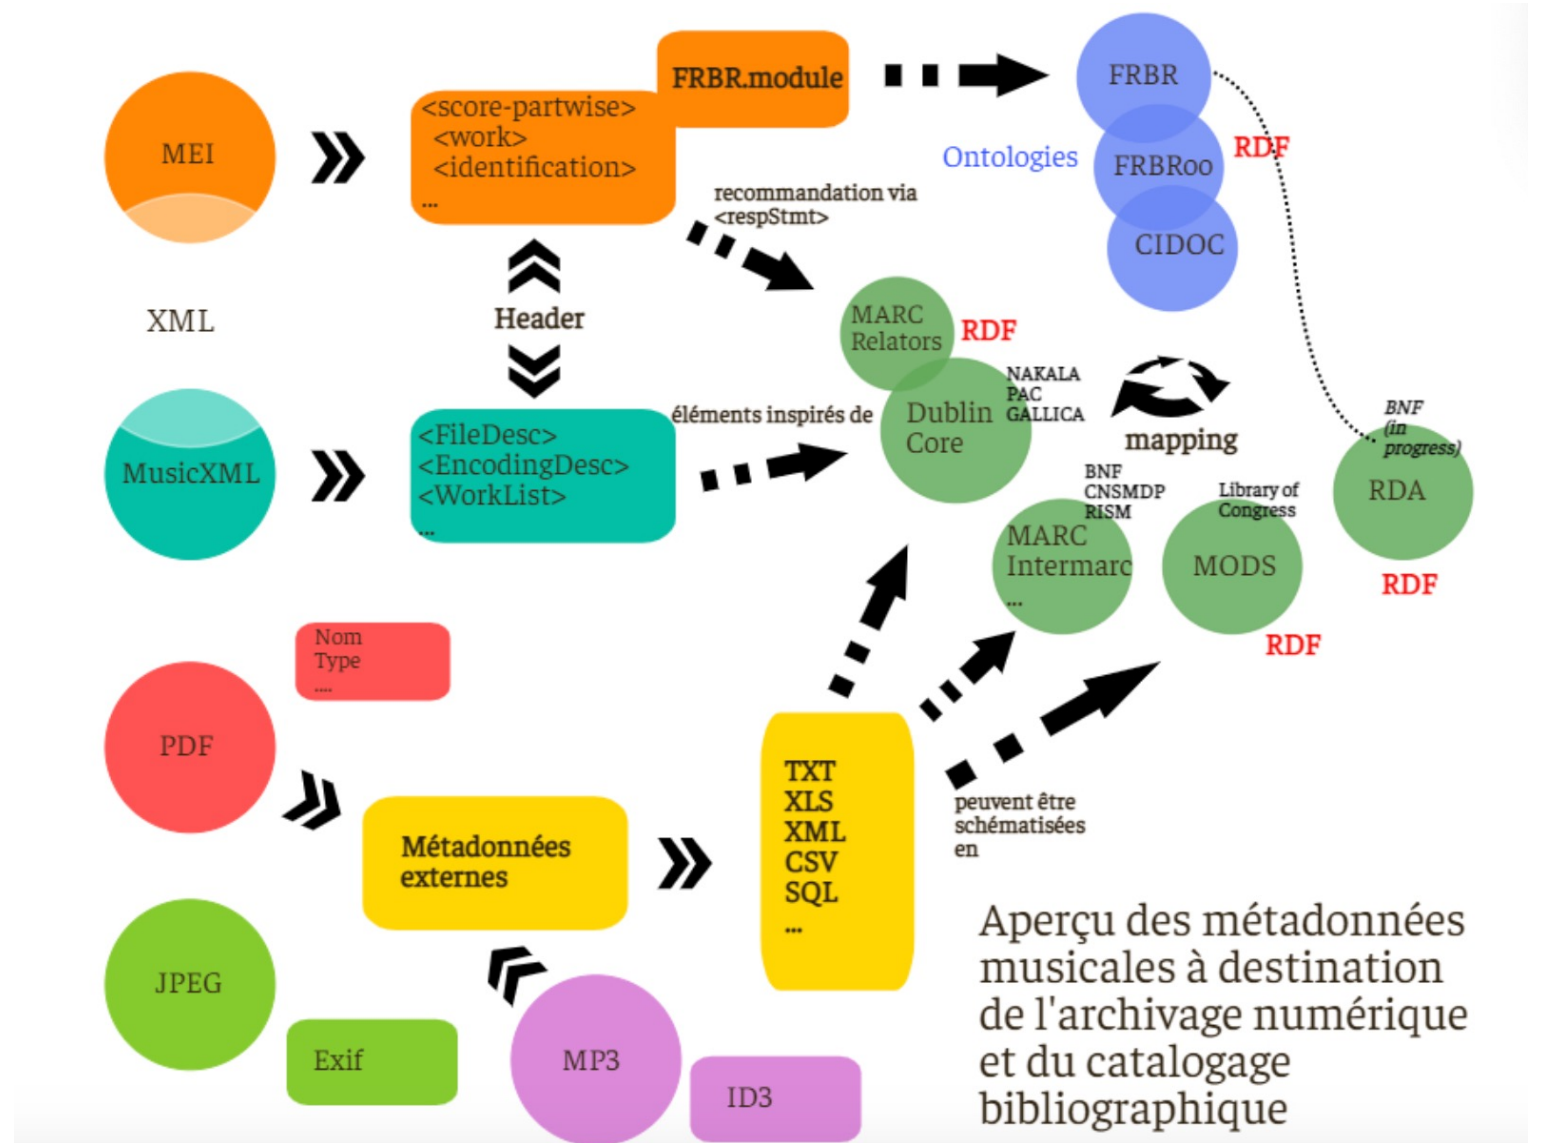 MEI
<score-partwise>
<work>
<identification>
...
FRBR.module
FRBR
FRBRoo
CIDOC
Ontologies
RDF
recommandation via
<respStmt>
XML
Header
MARC
Relators
RDF
Dublin
Core
NAKALA
PAC
GALLICA
mapping
BNF
(in
progress)
RDA
RDF
MusicXML
<FileDesc>
<EncodingDesc>
<WorkList>
...
éléments inspirés de
BNF
CNSMDP
RISM
MARC
Intermarc
...
Library of
Congress
MODS
RDF
PDF
Nom
Type
....
Métadonnées
externes
TXT
XLS
XML
CSV
SQL
...
peuvent être
schématisées
en
JPEG
Exif
MP3
ID3
Aperçu des métadonnées
musicales à destination
de l'archivage numérique
et du catalogage
bibliographique